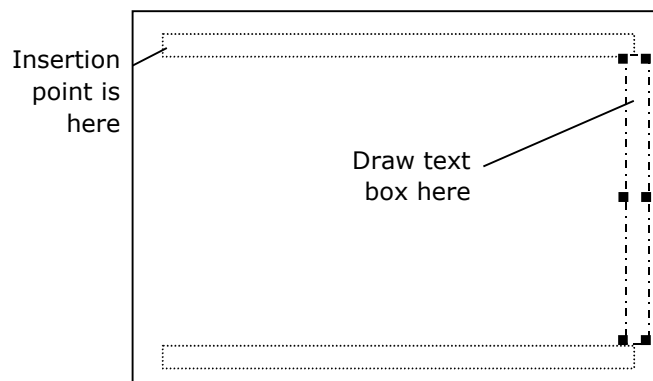 Insertion
point is
here
Draw text
box here